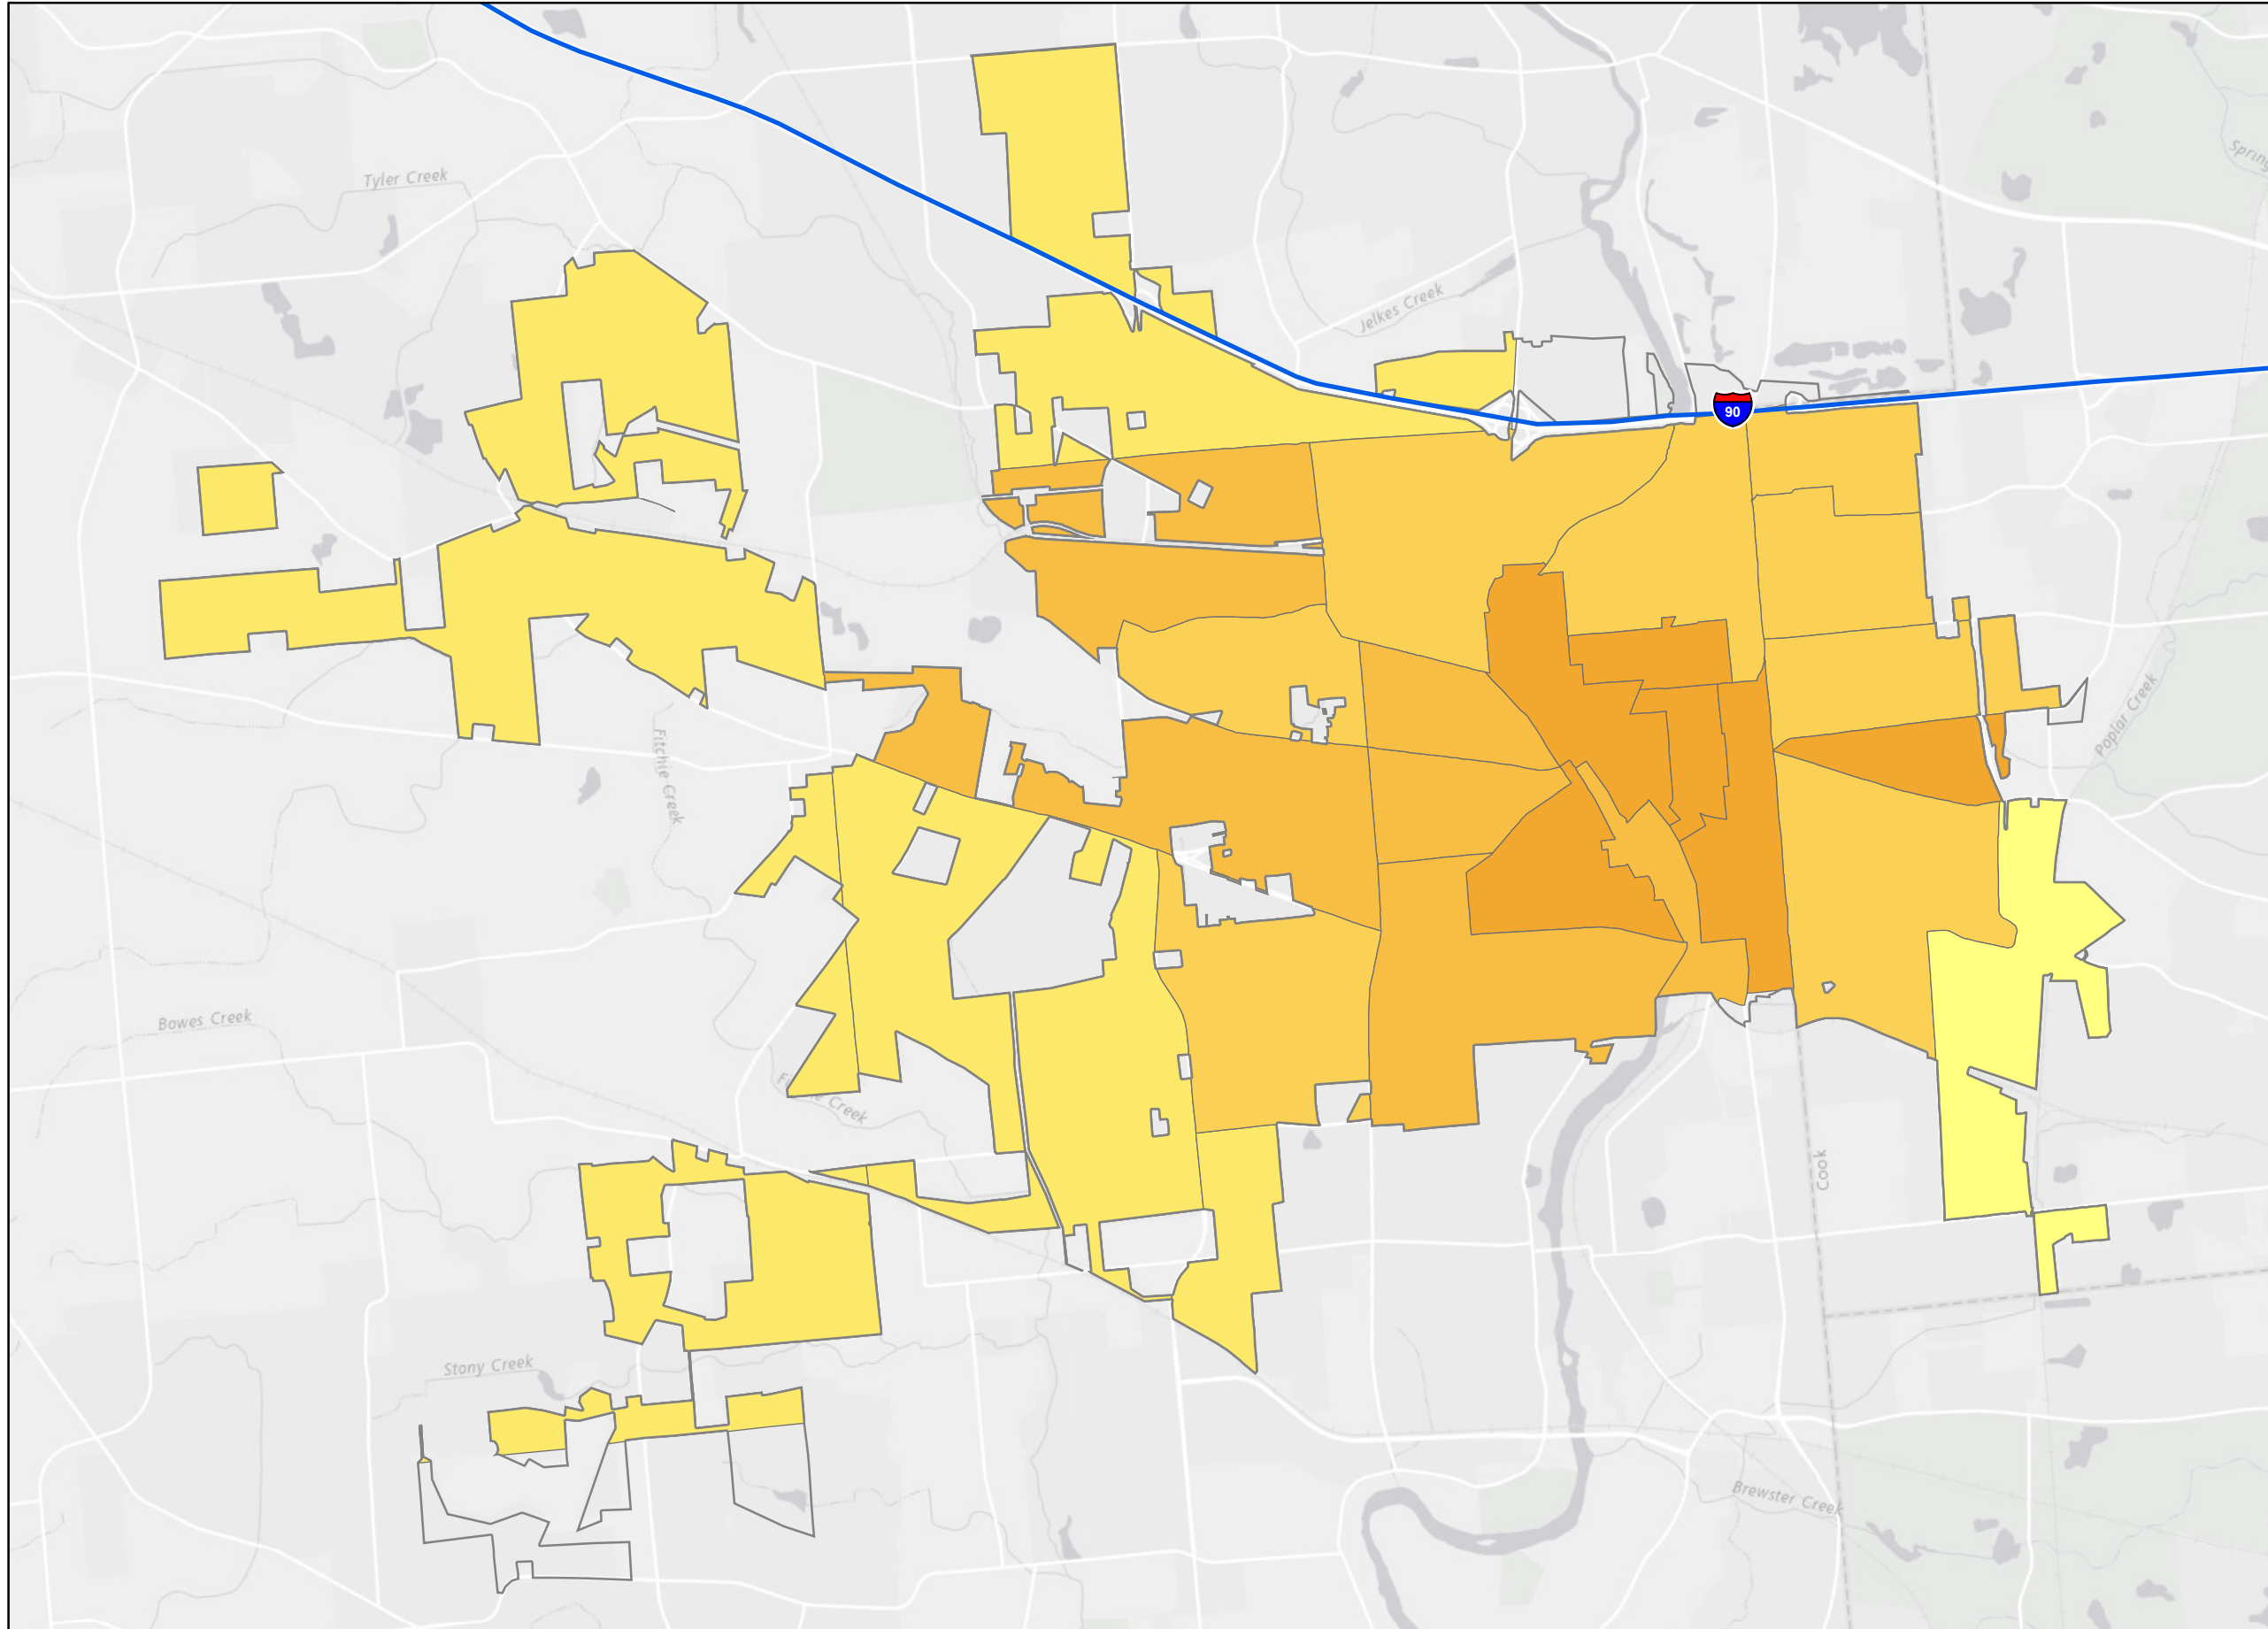 Tyler Creek
Spring
Jelkes Creek
90
Poplar Creek
Fitchie Creek
Bowes Creek
Creek
Cook
Stony Creek
Brewster Creek